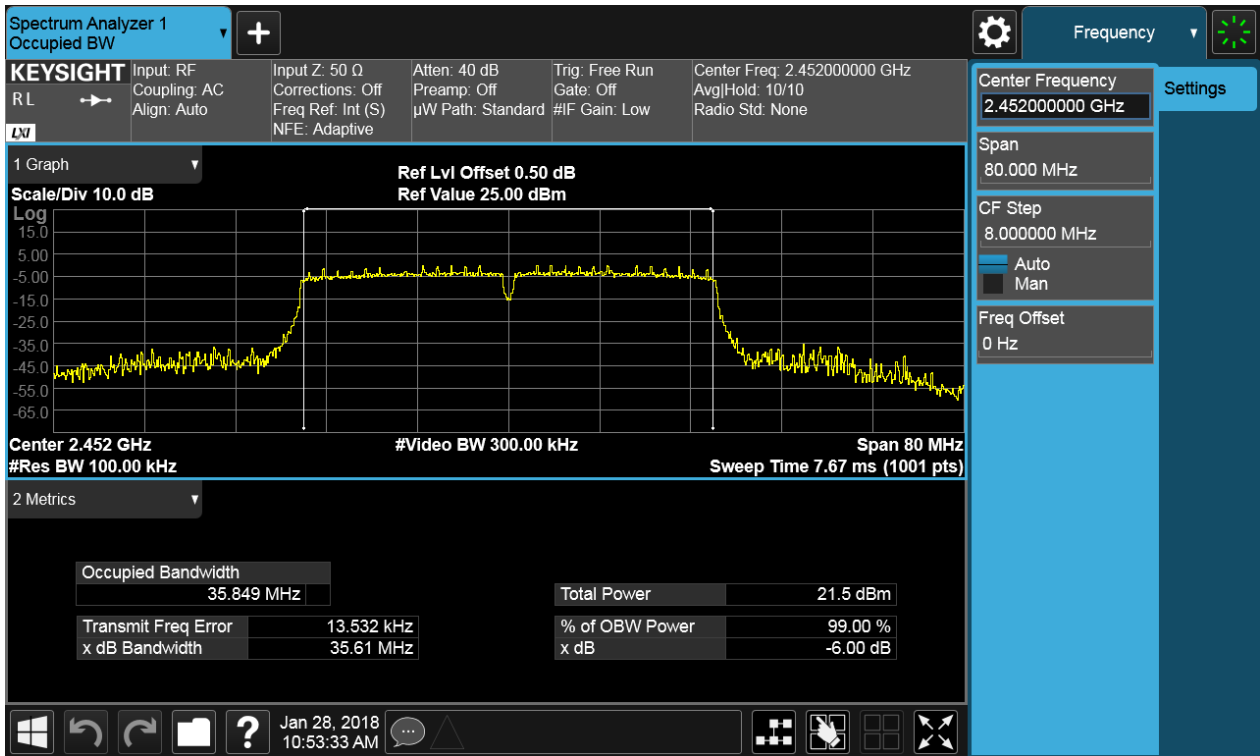 Spectrum Analyzer 1
Occupied BW
+
Frequency
KEYSIGHT
RL
LXI
Input: RF
Coupling: AC
Align: Auto
Input Z: 50 Ω
Corrections: Off
Freq Ref: Int (S)
NFE: Adaptive
Atten: 40 dB
Preamp: Off
µW Path: Standard
Trig: Free Run
Gate: Off
#IF Gain: Low
Center Freq: 2.452000000 GHz
Avg|Hold: 10/10
Radio Std: None
Center Frequency
2.452000000 GHz
Settings
Span
80.000 MHz
CF Step
8.000000 MHz
Auto
Man
Freq Offset
0 Hz
1 Graph
Scale/Div 10.0 dB
Ref Lvl Offset 0.50 dB
Ref Value 25.00 dBm
Log
15.0
5.00
-5.00
-15.0
-25.0
-35.0
-45.0
-55.0
-65.0
Center 2.452 GHz
#Res BW 100.00 kHz
#Video BW 300.00 kHz
Span 80 MHz
Sweep Time 7.67 ms (1001 pts)
2 Metrics
Occupied Bandwidth
35.849 MHz
Transmit Freq Error 13.532 kHz
x dB Bandwidth 35.61 MHz
Total Power 21.5 dBm
% of OBW Power 99.00 %
x dB -6.00 dB
?
Jan 28, 2018
10:53:33 AM